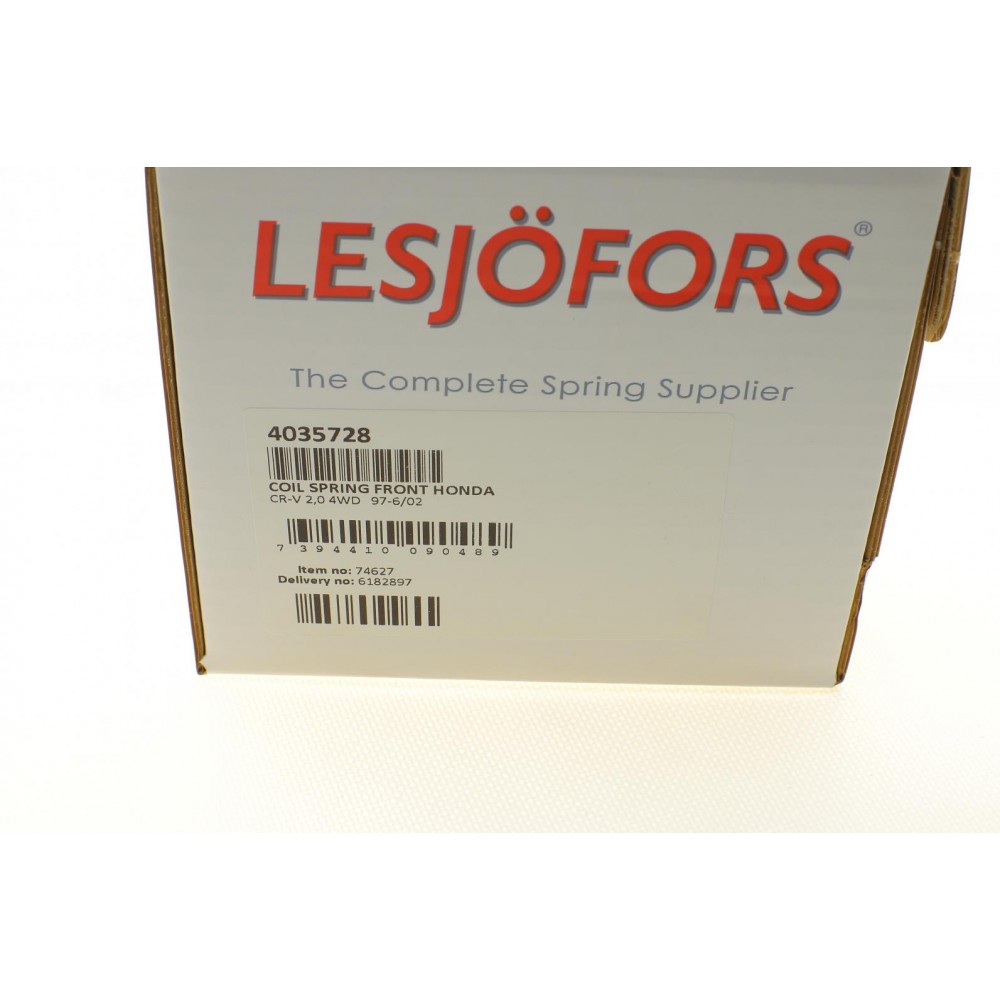 LESJÖFORS®
The Complete Spring Supplier
4035728
COIL SPRING FRONT HONDA
CR-V 2,0 4WD 97-6/02
7 394410 090489
Item no: 74627
Delivery no: 6182897